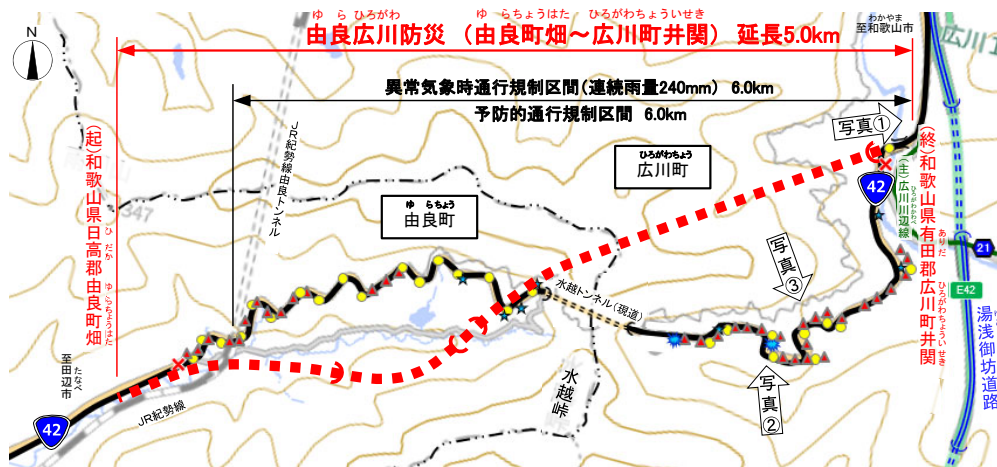 由良広川防災 (由良町畑～広川町井関) 延長5.0km
ゆ ら ひろがわ ゆ らちょうはた ひろがわちょういせき
異常気象時通行規制区間(連続雨量240mm) 6.0km
予防的通行規制区間 6.0km
N
わかやま
至和歌山市
広川
写真①
ひろがわちょう
広川町
ゆ らちょう
由良町
JR紀勢線由良トンネル
347
(起)和歌山県日高郡由良町畑
ひ だか ゆ らちょうはた
(終)和歌山県有田郡広川町井関
ありだ ひろがわちょういせき
(主)広川川辺線
ひろがわかわべ
42
21
E42
湯浅御坊道路
写真③
水越トンネル(現道)
水越峠
写真②
至田辺市
たなべ
JR紀勢線
42